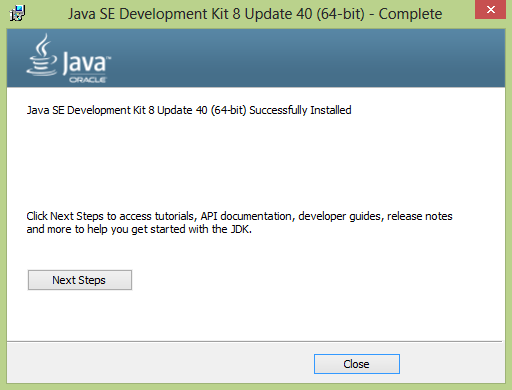 Java SE Development Kit 8 Update 40 (64-bit) - Complete
Java™
ORACLE
Java SE Development Kit 8 Update 40 (64-bit) Successfully Installed
Click Next Steps to access tutorials, API documentation, developer guides, release notes
and more to help you get started with the JDK.
Next Steps
Close